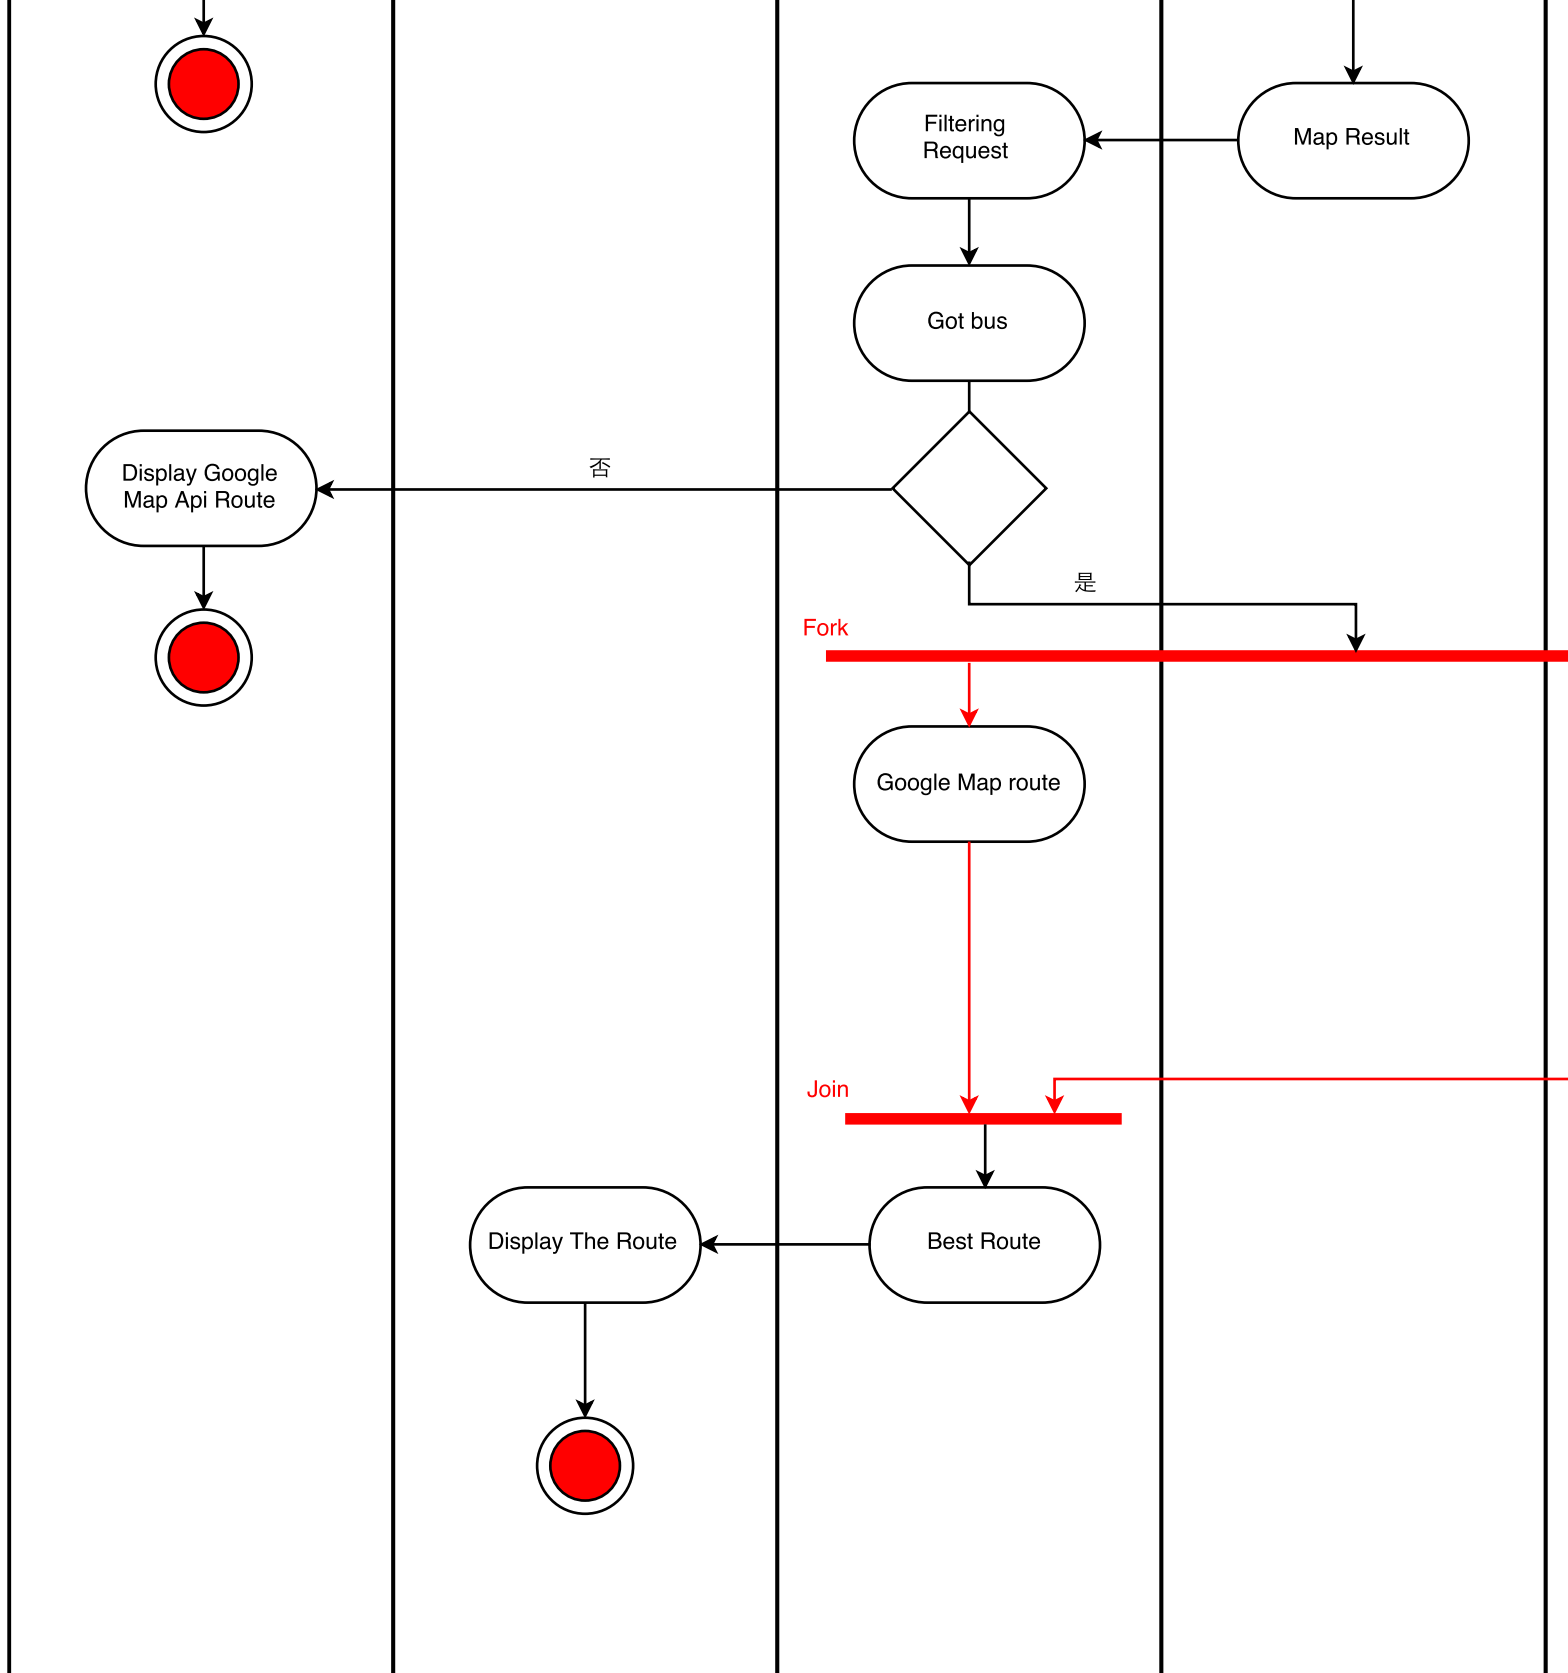 Filtering
Request
Map Result
Got bus
Display Google
Map Api Route
否
是
Fork
Google Map route
Join
Display The Route
Best Route